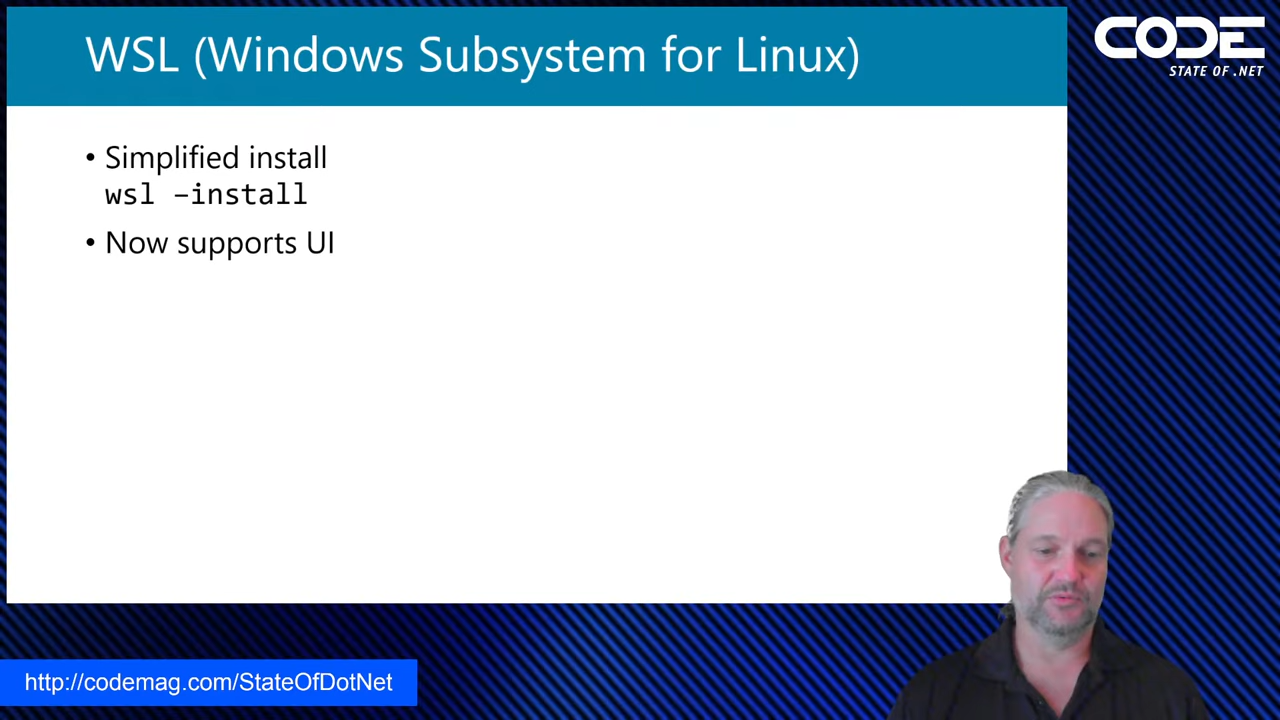 WSL (Windows Subsystem for Linux)
CODE
STATE OF .NET
• Simplified install
wsl –install
• Now supports UI
http://codemag.com/StateOfDotNet